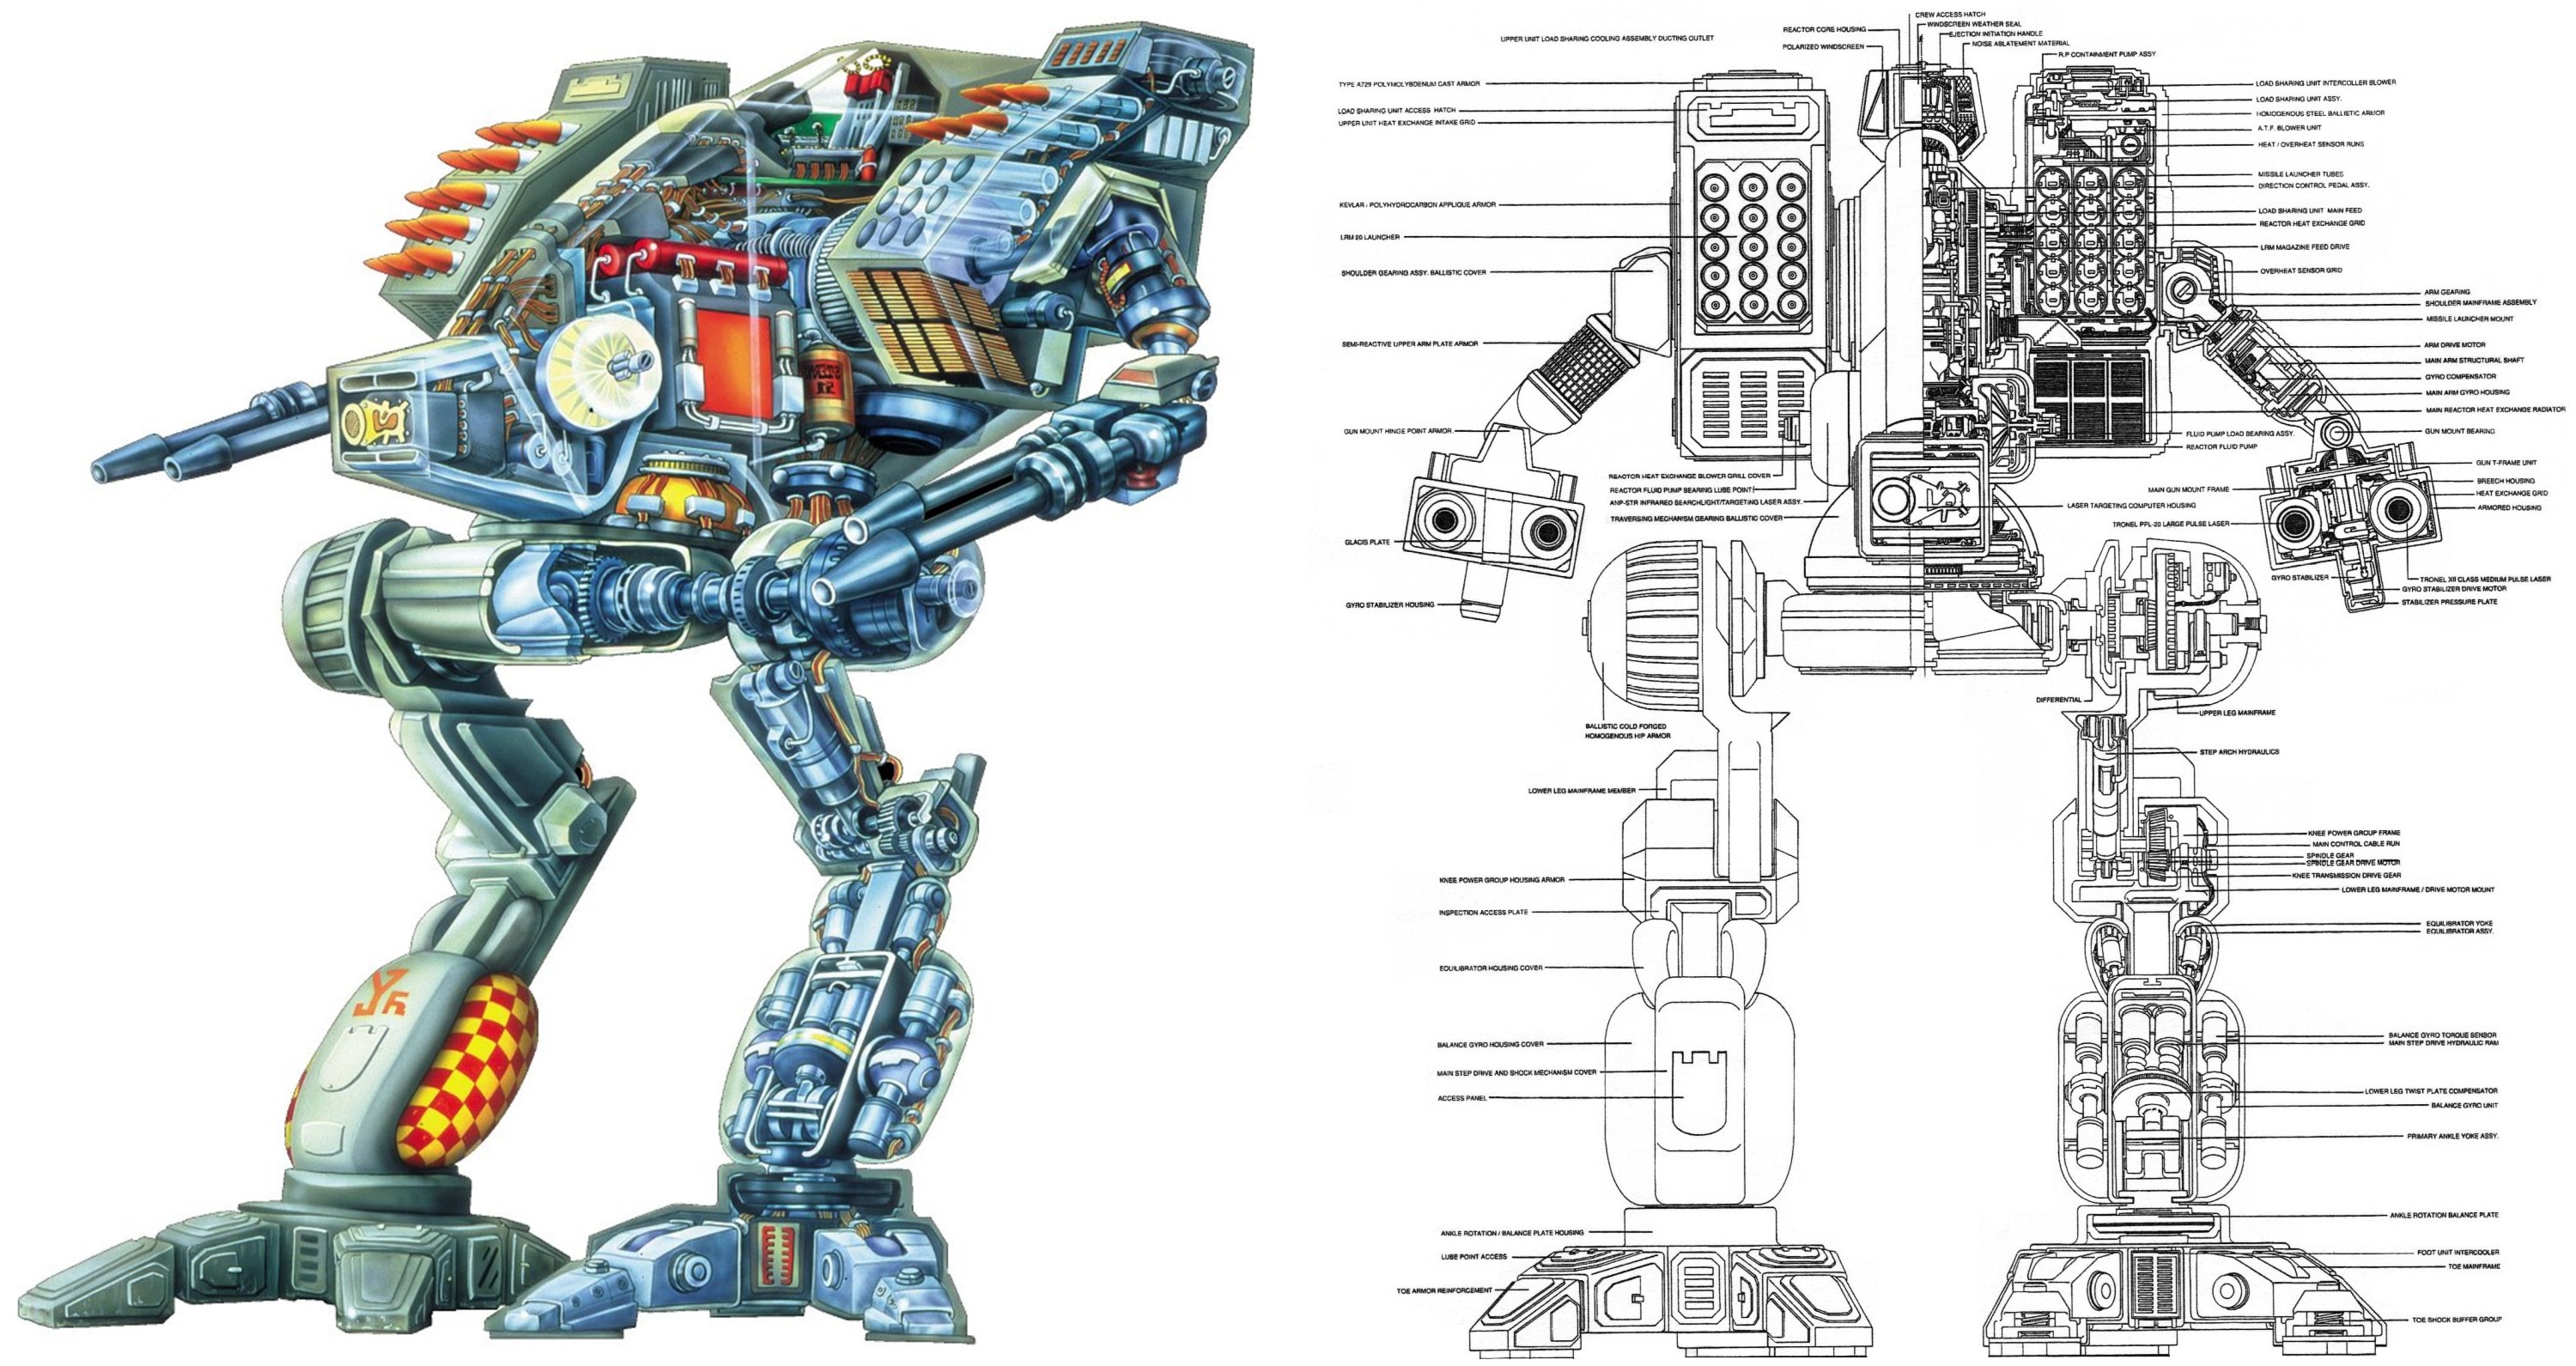 CREW ACCESS HATCH
WINDSCREEN WEATHER SEAL
REACTOR CORE HOUSING
EJECTION INITIATION HANDLE
UPPER UNIT LOAD SHARING COOLING ASSEMBLY DUCTING OUTLET
NOISE ABLATEMENT MATERIAL
POLARIZED WINDSCREEN
R.P CONTAINMENT PUMP ASSY
TYPE A729 POLYMOLYBDENUM CAST ARMOR
LOAD SHARING UNIT ACCESS HATCH
UPPER UNIT HEAT EXCHANGE INTAKE GRID
KEVLAR / POLYHYDROCARBON APPLIQUE ARMOR
LRM 20 LAUNCHER
SHOULDER GEARING ASSY. BALLISTIC COVER
SEMI-REACTIVE UPPER ARM PLATE ARMOR
GUN MOUNT HINGE POINT ARMOR
REACTOR HEAT EXCHANGE BLOWER GRILL COVER
REACTOR FLUID PUMP BEARING LUBE POINT
ANP-STR INFRARED SEARCHLIGHT/TARGETING LASER ASSY.
TRAVERSING MECHANISM GEARING BALLISTIC COVER
GLACIS PLATE
GYRO STABILIZER HOUSING
BALLISTIC COLD FORGED
HOMOGENOUS HIP ARMOR
LOWER LEG MAINFRAME MEMBER
KNEE POWER GROUP HOUSING ARMOR
INSPECTION ACCESS PLATE
EQUILIBRATOR HOUSING COVER
BALANCE GYRO HOUSING COVER
MAIN STEP DRIVE AND SHOCK MECHANISM COVER
ACCESS PANEL
ANKLE ROTATION / BALANCE PLATE HOUSING
LUBE POINT ACCESS
TOE ARMOR REINFORCEMENT
LOAD SHARING UNIT INTERCOLLER BLOWER
LOAD SHARING UNIT ASSY.
HOMOGENOUS STEEL BALLISTIC ARMOR
A.T.F. BLOWER UNIT
HEAT / OVERHEAT SENSOR RUNS
MISSILE LAUNCHER TUBES
DIRECTION CONTROL PEDAL ASSY.
LOAD SHARING UNIT MAIN FEED
REACTOR HEAT EXCHANGE GRID
LRM MAGAZINE FEED DRIVE
OVERHEAT SENSOR GRID
ARM GEARING
SHOULDER MAINFRAME ASSEMBLY
MISSILE LAUNCHER MOUNT
ARM DRIVE MOTOR
MAIN ARM STRUCTURAL SHAFT
GYRO COMPENSATOR
MAIN ARM GYRO HOUSING
MAIN REACTOR HEAT EXCHANGE RADIATOR
GUN MOUNT BEARING
FLUID PUMP LOAD BEARING ASSY.
REACTOR FLUID PUMP
GUN T-FRAME UNIT
BREECH HOUSING
MAIN GUN MOUNT FRAME
HEAT EXCHANGE GRID
LASER TARGETING COMPUTER HOUSING
ARMORED HOUSING
TRONEL PFL-20 LARGE PULSE LASER
GYRO STABILIZER
TRONEL XII CLASS MEDIUM PULSE LASER
GYRO STABILIZER DRIVE MOTOR
STABILIZER PRESSURE PLATE
DIFFERENTIAL
UPPER LEG MAINFRAME
STEP ARCH HYDRAULICS
KNEE POWER GROUP FRAME
MAIN CONTROL CABLE RUN
SPINDLE GEAR
SPINDLE GEAR DRIVE MOTOR
KNEE TRANSMISSION DRIVE GEAR
LOWER LEG MAINFRAME / DRIVE MOTOR MOUNT
EQUILIBRATOR YOKE
EQUILIBRATOR ASSY.
BALANCE GYRO TORQUE SENSOR
MAIN STEP DRIVE HYDRAULIC RAM
LOWER LEG TWIST PLATE COMPENSATOR
BALANCE GYRO UNIT
PRIMARY ANKLE YOKE ASSY.
ANKLE ROTATION BALANCE PLATE
FOOT UNIT INTERCOOLER
TOE MAINFRAME
TOE SHOCK BUFFER GROUP